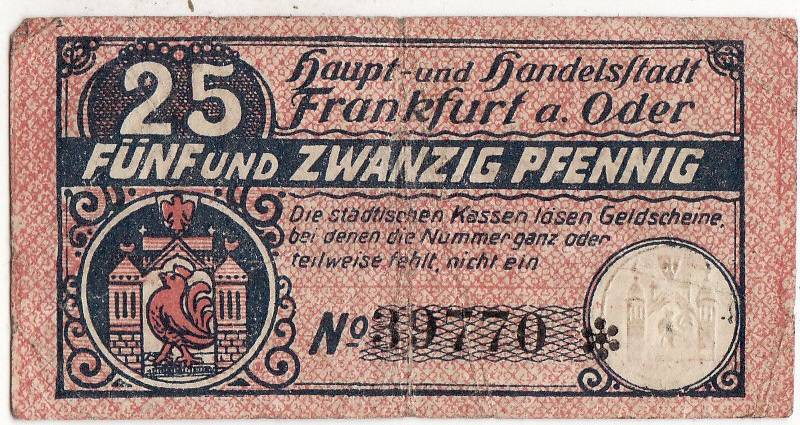 25
Haupt- und Handelsstadt
Frankfurt a. Oder
FÜNF UND ZWANZIG PFENNIG
Die städtischen Kassen lösen Geldscheine,
bei denen die Nummer ganz oder
teilweise fehlt, nicht ein
No 39770